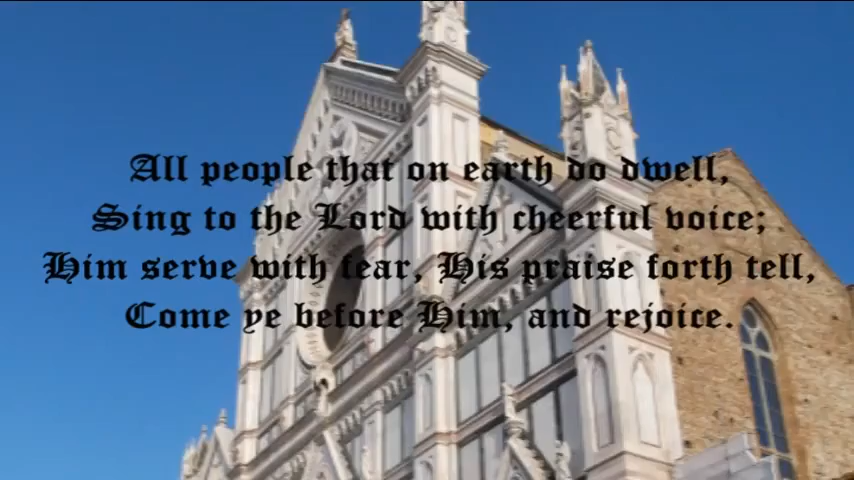 All people that on earth do dwell,
Sing to the Lord with cheerful voice;
Him serve with fear, His praise forth tell,
Come ye before Him, and rejoice.